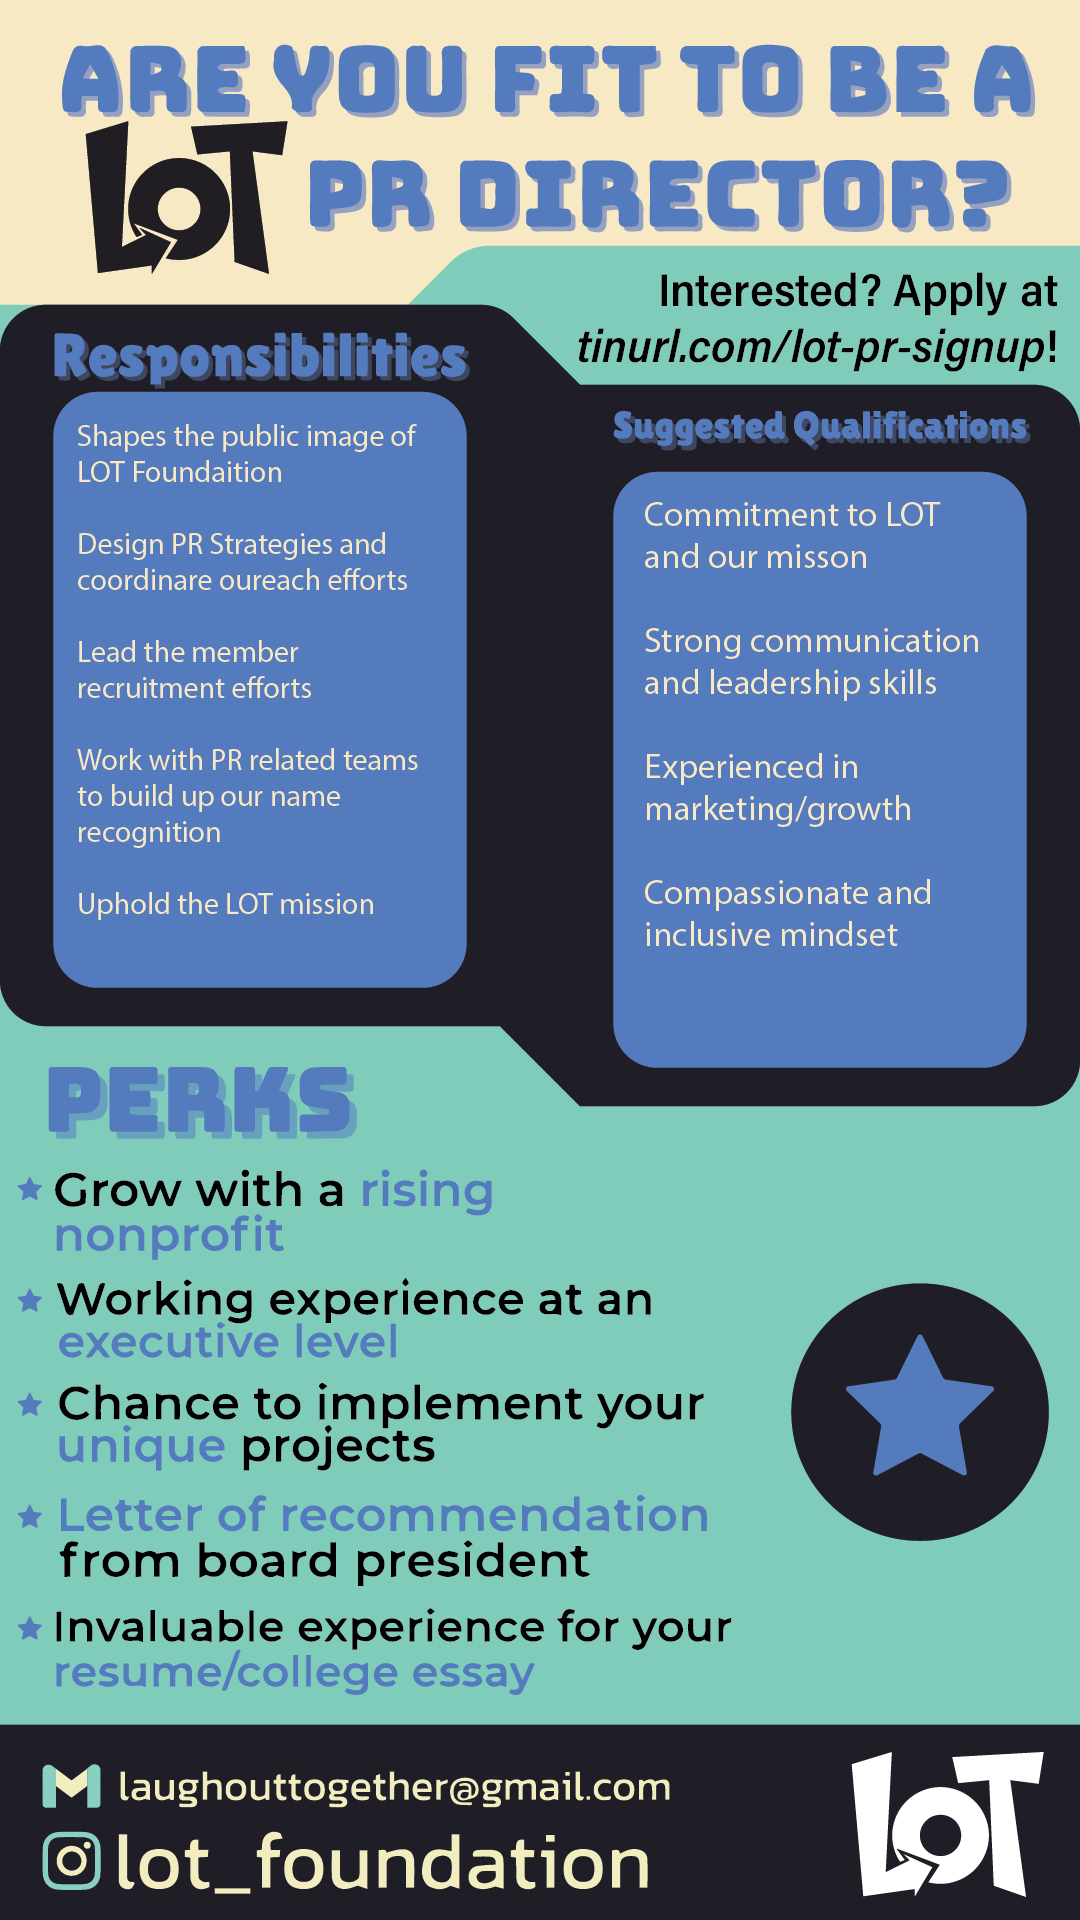 ARE YOU FIT TO BE A
LOT PR DIRECTOR?
Interested? Apply at
tinurl.com/lot-pr-signup!
Responsibilities
Shapes the public image of
LOT Foundaition
Design PR Strategies and
coordinare oureach efforts
Lead the member
recruitment efforts
Work with PR related teams
to build up our name
recognition
Uphold the LOT mission
Suggested Qualifications
Commitment to LOT
and our misson
Strong communication
and leadership skills
Experienced in
marketing/growth
Compassionate and
inclusive mindset
PERKS
Grow with a rising
nonprofit
Working experience at an
executive level
Chance to implement your
unique projects
Letter of recommendation
from board president
Invaluable experience for your
resume/college essay
laughouttogether@gmail.com
lot_foundation
LOT